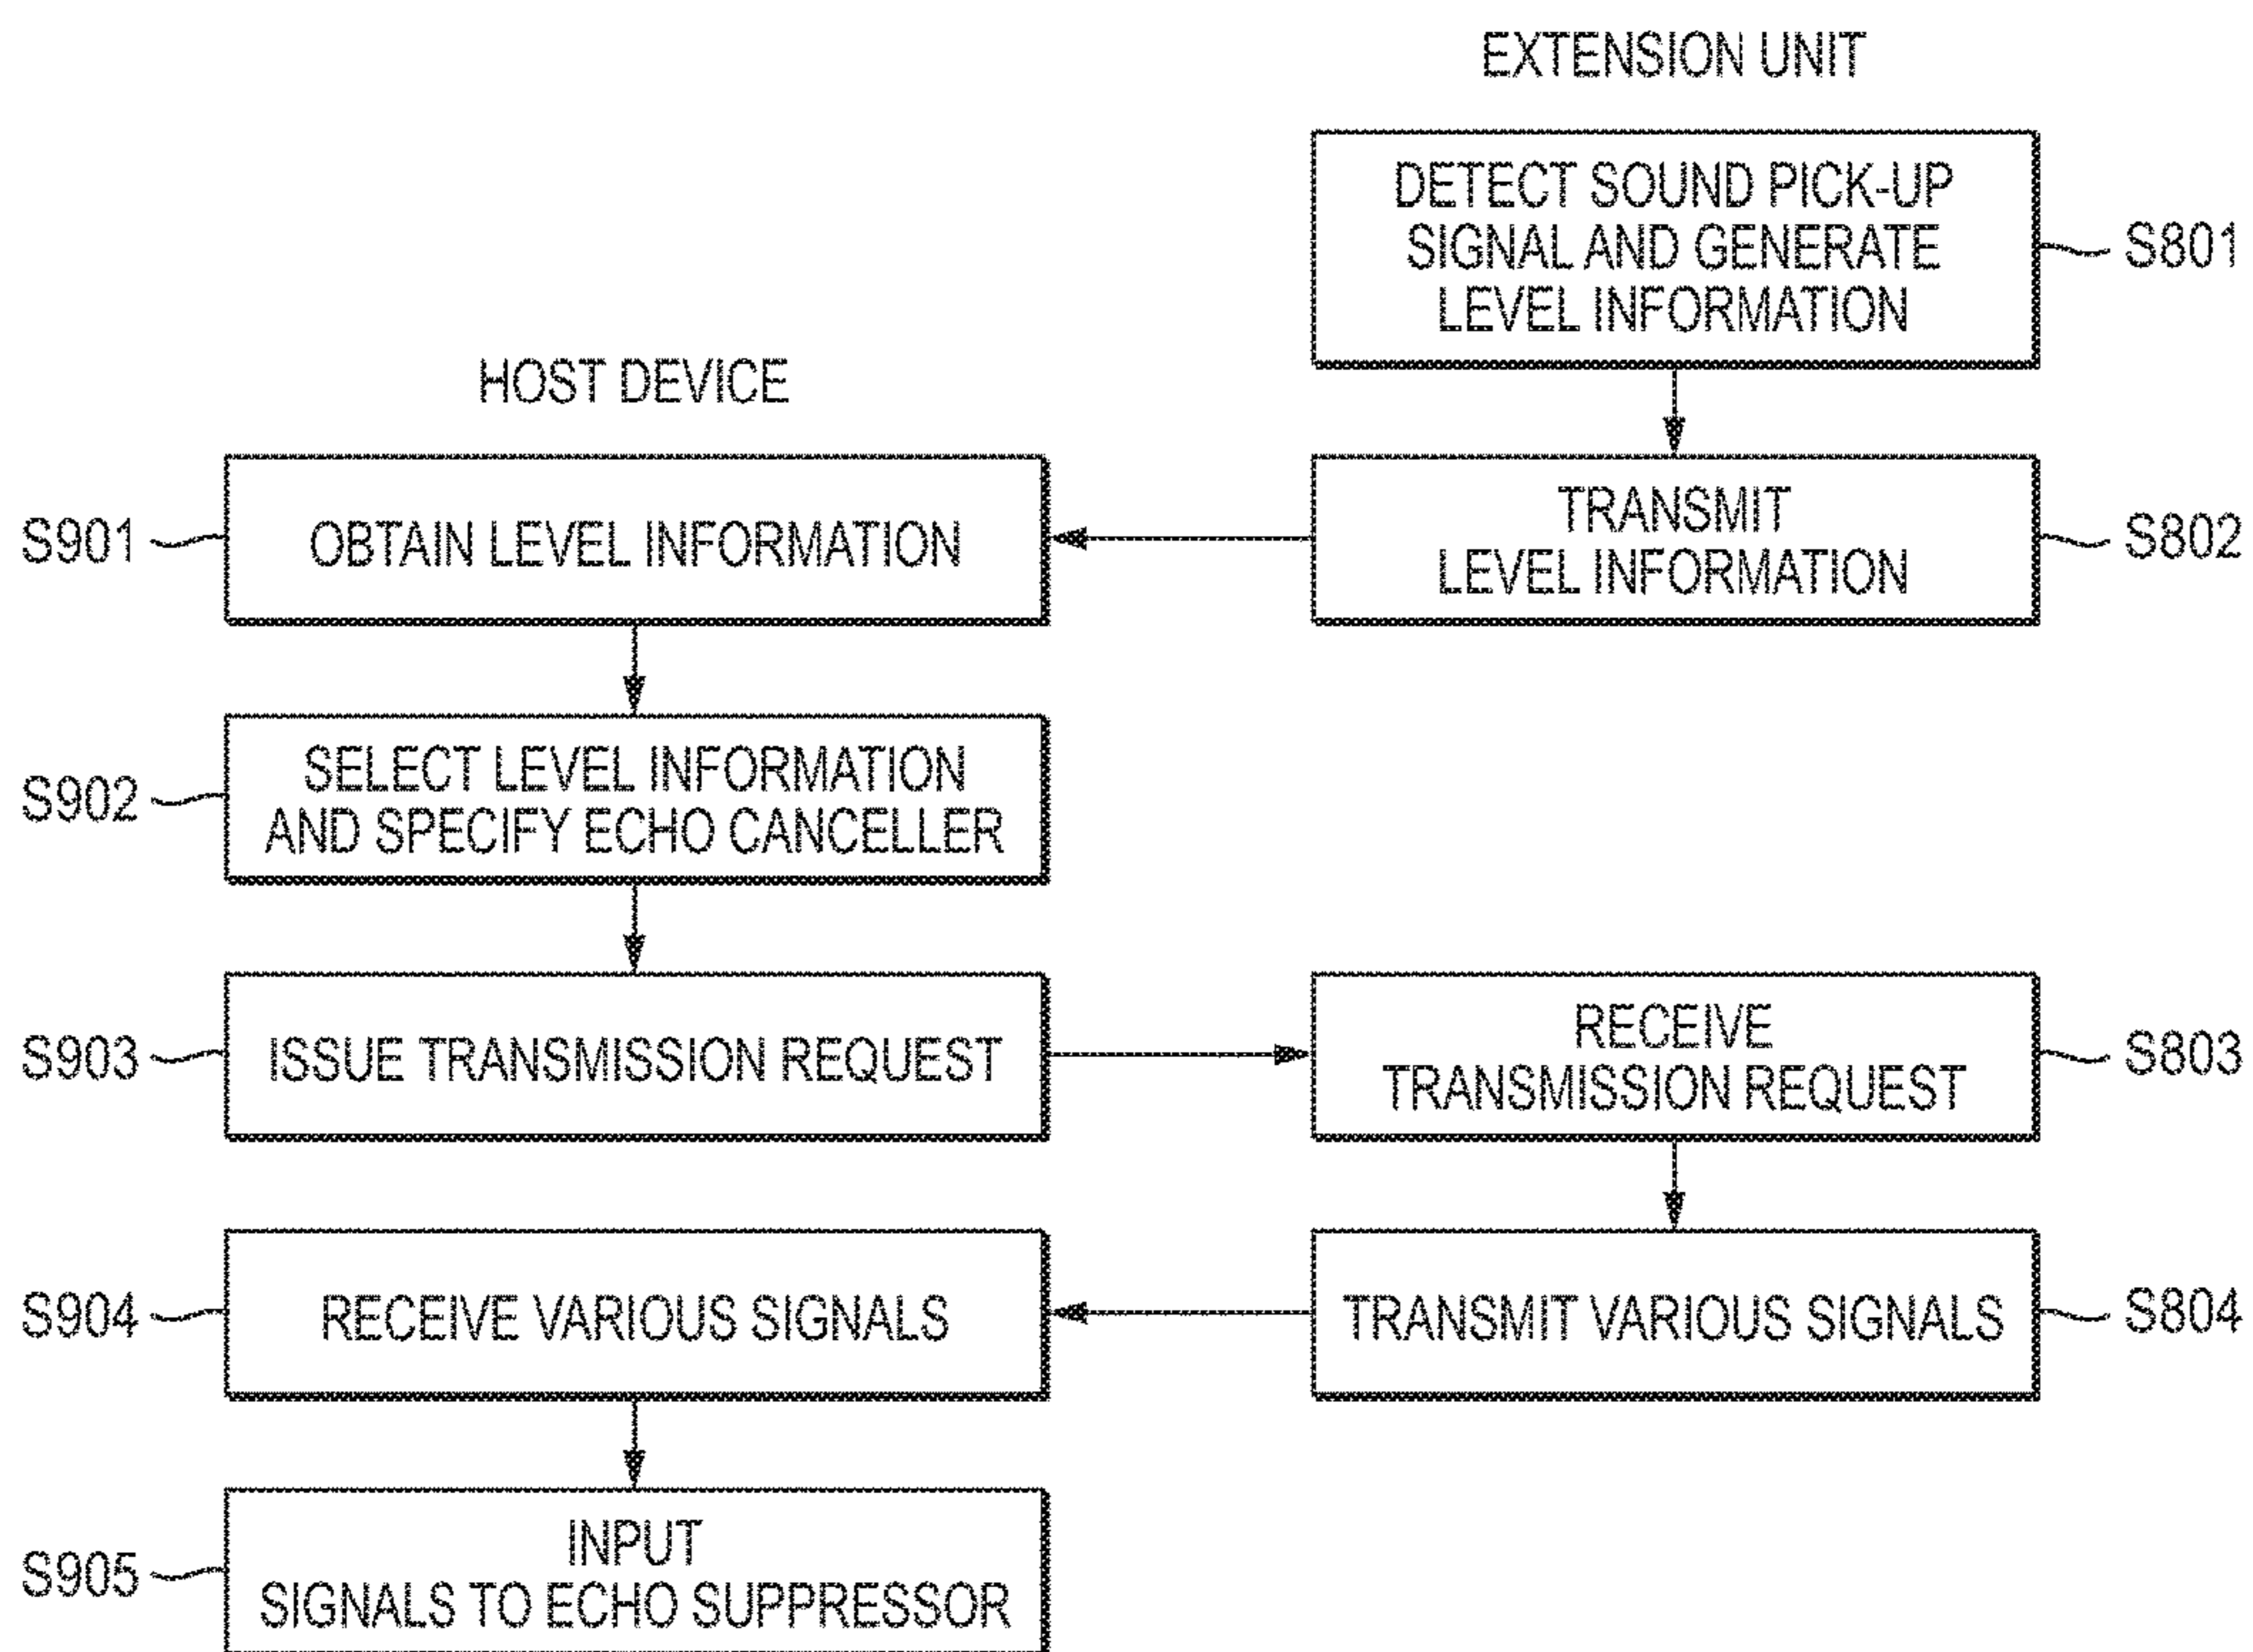 EXTENSION UNIT
DETECT SOUND PICK-UP
SIGNAL AND GENERATE
LEVEL INFORMATION
S801
HOST DEVICE
S901
OBTAIN LEVEL INFORMATION
TRANSMIT
LEVEL INFORMATION
S802
S902
SELECT LEVEL INFORMATION
AND SPECIFY ECHO CANCELLER
S903
ISSUE TRANSMISSION REQUEST
RECEIVE
TRANSMISSION REQUEST
S803
S904
RECEIVE VARIOUS SIGNALS
TRANSMIT VARIOUS SIGNALS
S804
S905
INPUT
SIGNALS TO ECHO SUPPRESSOR